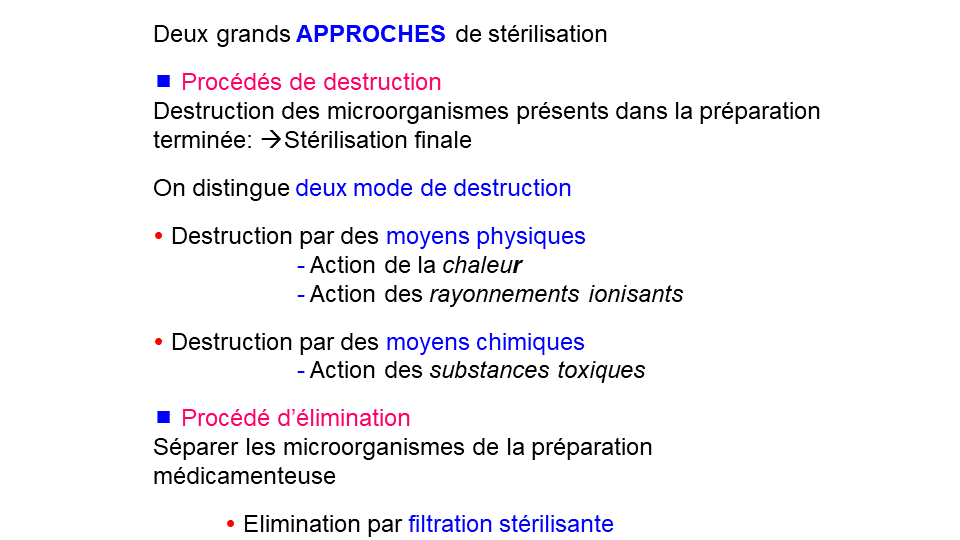 Deux grands APPROCHES de stérilisation
■ Procédés de destruction
Destruction des microorganismes présents dans la préparation
terminée: →Stérilisation finale
On distingue deux mode de destruction
• Destruction par des moyens physiques
- Action de la chaleur
- Action des rayonnements ionisants
• Destruction par des moyens chimiques
- Action des substances toxiques
■ Procédé d’élimination
Séparer les microorganismes de la préparation
médicamenteuse
• Elimination par filtration stérilisante